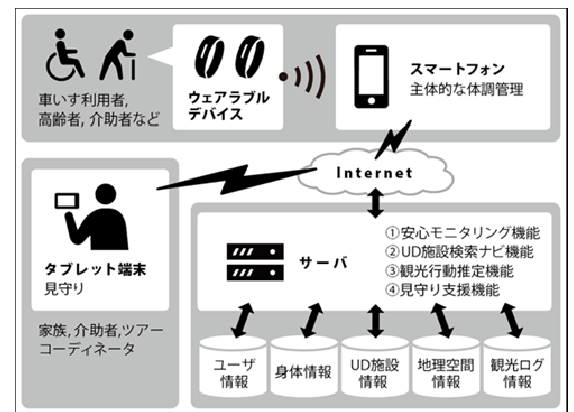 車いす利用者,
高齢者, 介助者など
ウェアラブル
デバイス
スマートフォン
主体的な体調管理
Internet
タブレット端末
見守り
家族, 介助者, ツアー
コーディネータ
サーバ
①安心モニタリング機能
②UD施設検索ナビ機能
③観光行動推定機能
④見守り支援機能
ユーザ
情報
身体情報
UD施設
情報
地理空間
情報
観光ログ
情報